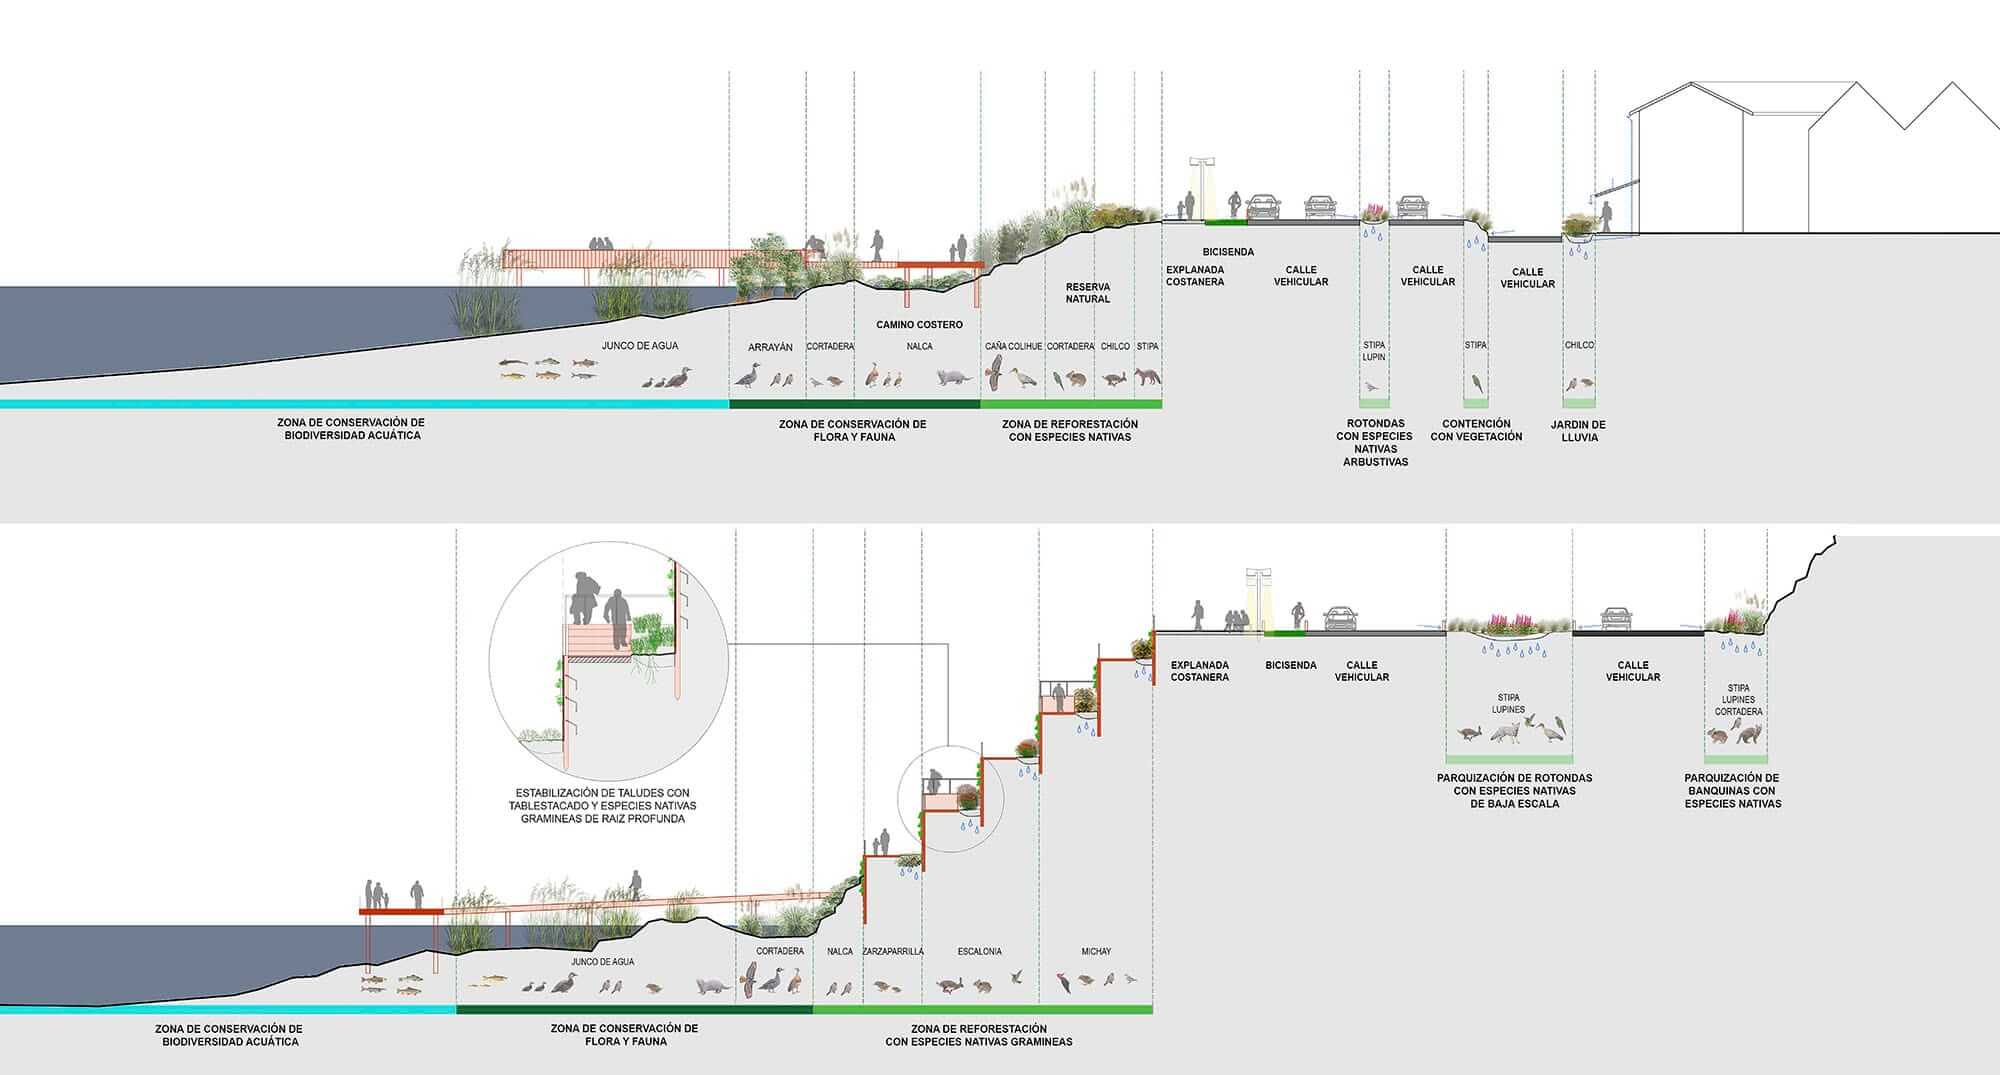 BICISENDA
EXPLANADA
COSTANERA
CALLE
VEHICULAR
CALLE
VEHICULAR
CALLE
VEHICULAR
RESERVA
NATURAL
CAMINO COSTERO
JUNCO DE AGUA
ARRAYÁN
CORTADERA
NALCA
CAÑA COLIHUE
CORTADERA
CHILCO
STIPA
STIPA
LUPIN
STIPA
CHILCO
ZONA DE CONSERVACIÓN DE
BIODIVERSIDAD ACUÁTICA
ZONA DE CONSERVACIÓN DE
FLORA Y FAUNA
ZONA DE REFORESTACIÓN
CON ESPECIES NATIVAS
ROTONDAS
CON ESPECIES
NATIVAS
ARBUSTIVAS
CONTENCIÓN
CON VEGETACIÓN
JARDIN DE
LLUVIA
EXPLANADA
COSTANERA
BICISENDA
CALLE
VEHICULAR
CALLE
VEHICULAR
STIPA
LUPINES
STIPA
LUPINES
CORTADERA
PARQUIZACIÓN DE ROTONDAS
CON ESPECIES NATIVAS
DE BAJA ESCALA
PARQUIZACIÓN DE
BANQUINAS CON
ESPECIES NATIVAS
ESTABILIZACIÓN DE TALUDES CON
TABLESTACADO Y ESPECIES NATIVAS
GRAMINEAS DE RAIZ PROFUNDA
JUNCO DE AGUA
CORTADERA
NALCA
ZARZAPARRILLA
ESCALONIA
MICHAY
ZONA DE CONSERVACIÓN DE
BIODIVERSIDAD ACUÁTICA
ZONA DE CONSERVACIÓN DE
FLORA Y FAUNA
ZONA DE REFORESTACIÓN
CON ESPECIES NATIVAS GRAMINEAS